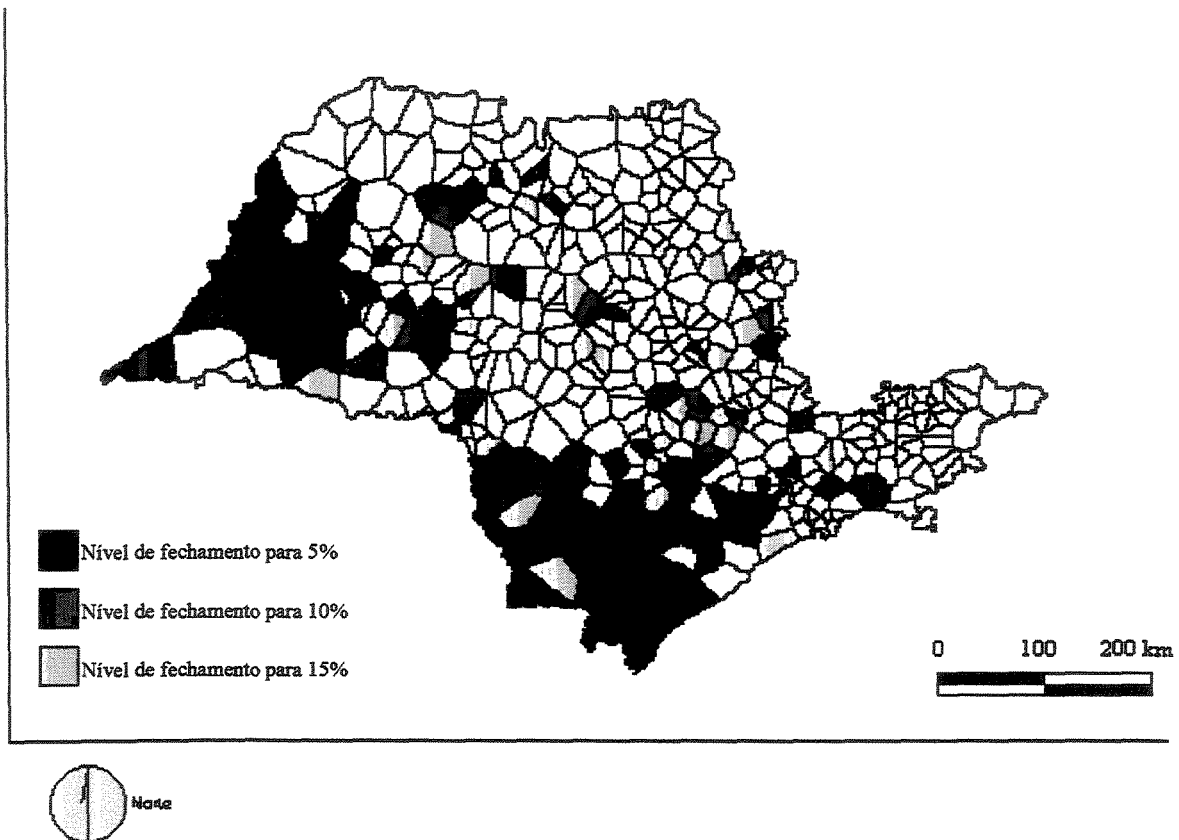 Nível de fechamento para 5%
Nível de fechamento para 10%
Nível de fechamento para 15%
0 100 200 km
Norte